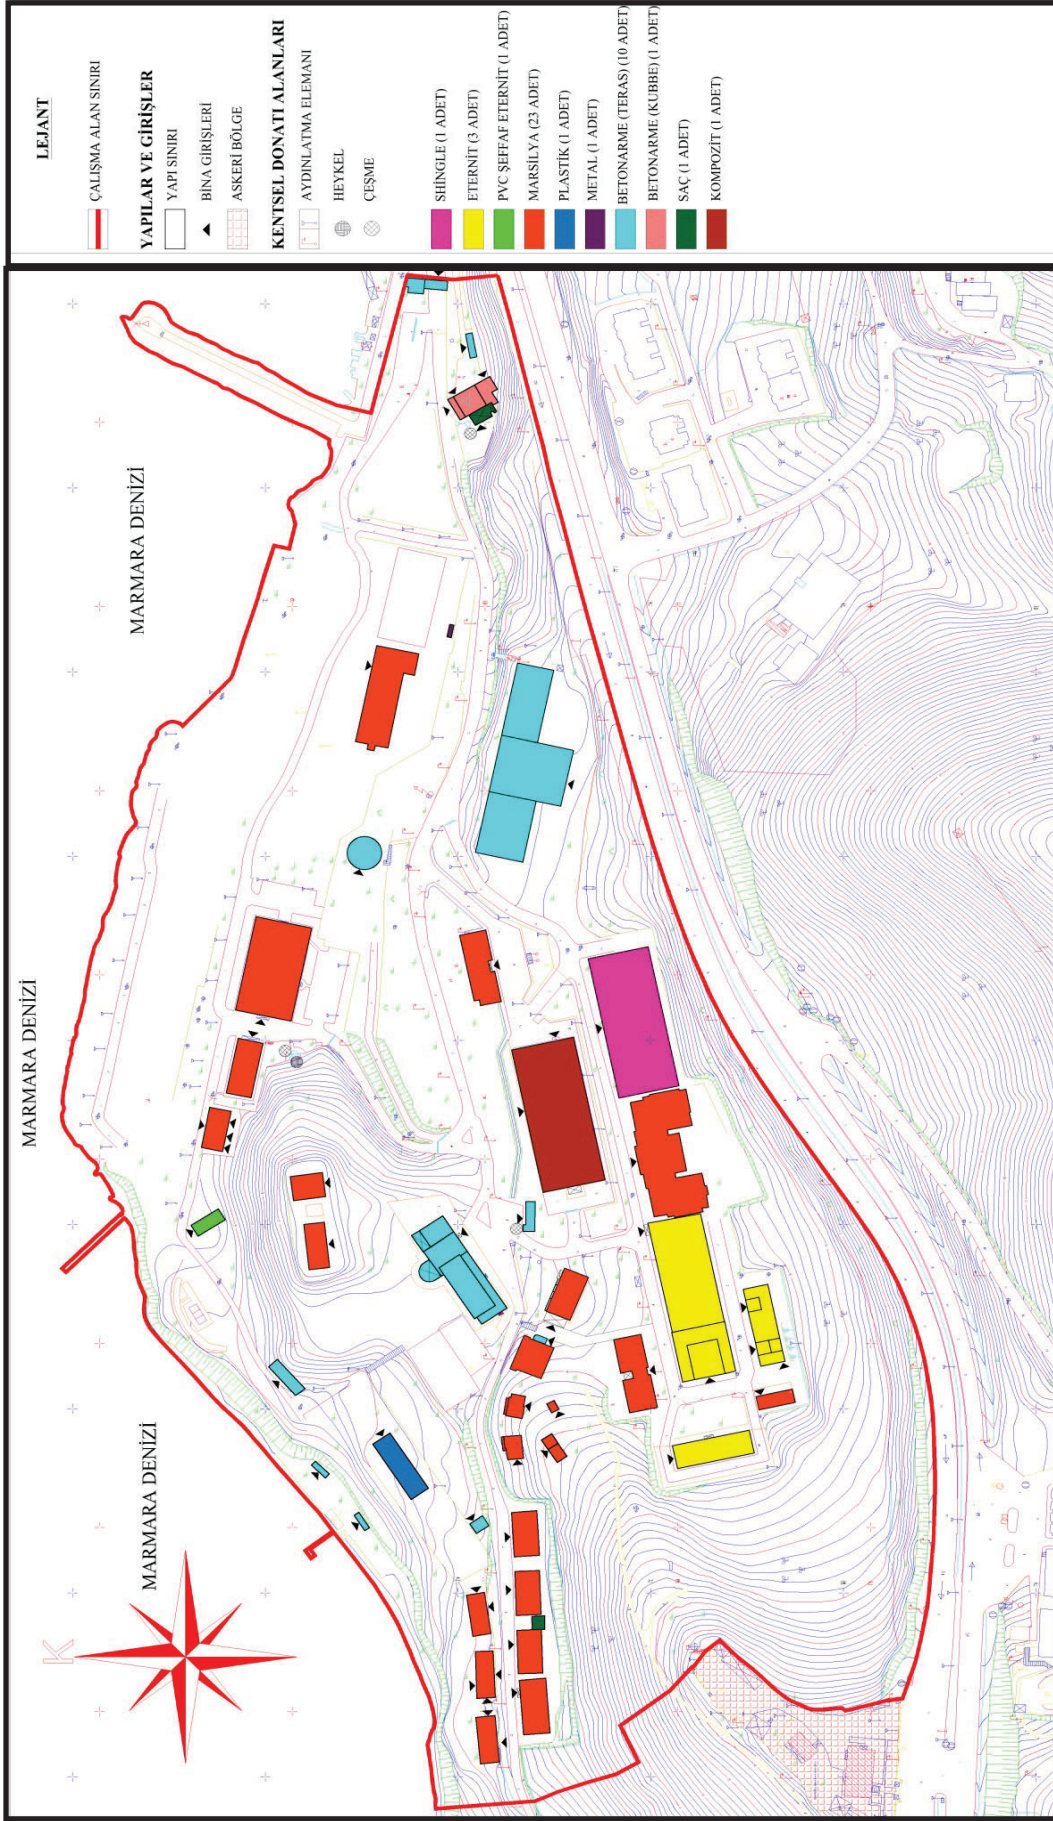 LEJANT
ÇALIŞMA ALAN SINIRI
YAPILAR VE GİRİŞLER
YAPI SINIRI
BİNA GİRİŞLERİ
ASKERİ BÖLGE
KENTSEL DONATI ALANLARI
AYDINLATMA ELEMANI
HEYKEL
ÇEŞME
SHİNGLE (1 ADET)
ETERNİT (3 ADET)
PVC ŞEFFAF ETERNİT (1 ADET)
MARSİLYA (23 ADET)
PLASTİK (1 ADET)
METAL (1 ADET)
BETONARME (TERAS) (10 ADET)
BETONARME (KUBBE) (1 ADET)
SAÇ (1 ADET)
KOMPOZİT (1 ADET)
MARMARA DENİZİ
MARMARA DENİZİ
MARMARA DENİZİ
K